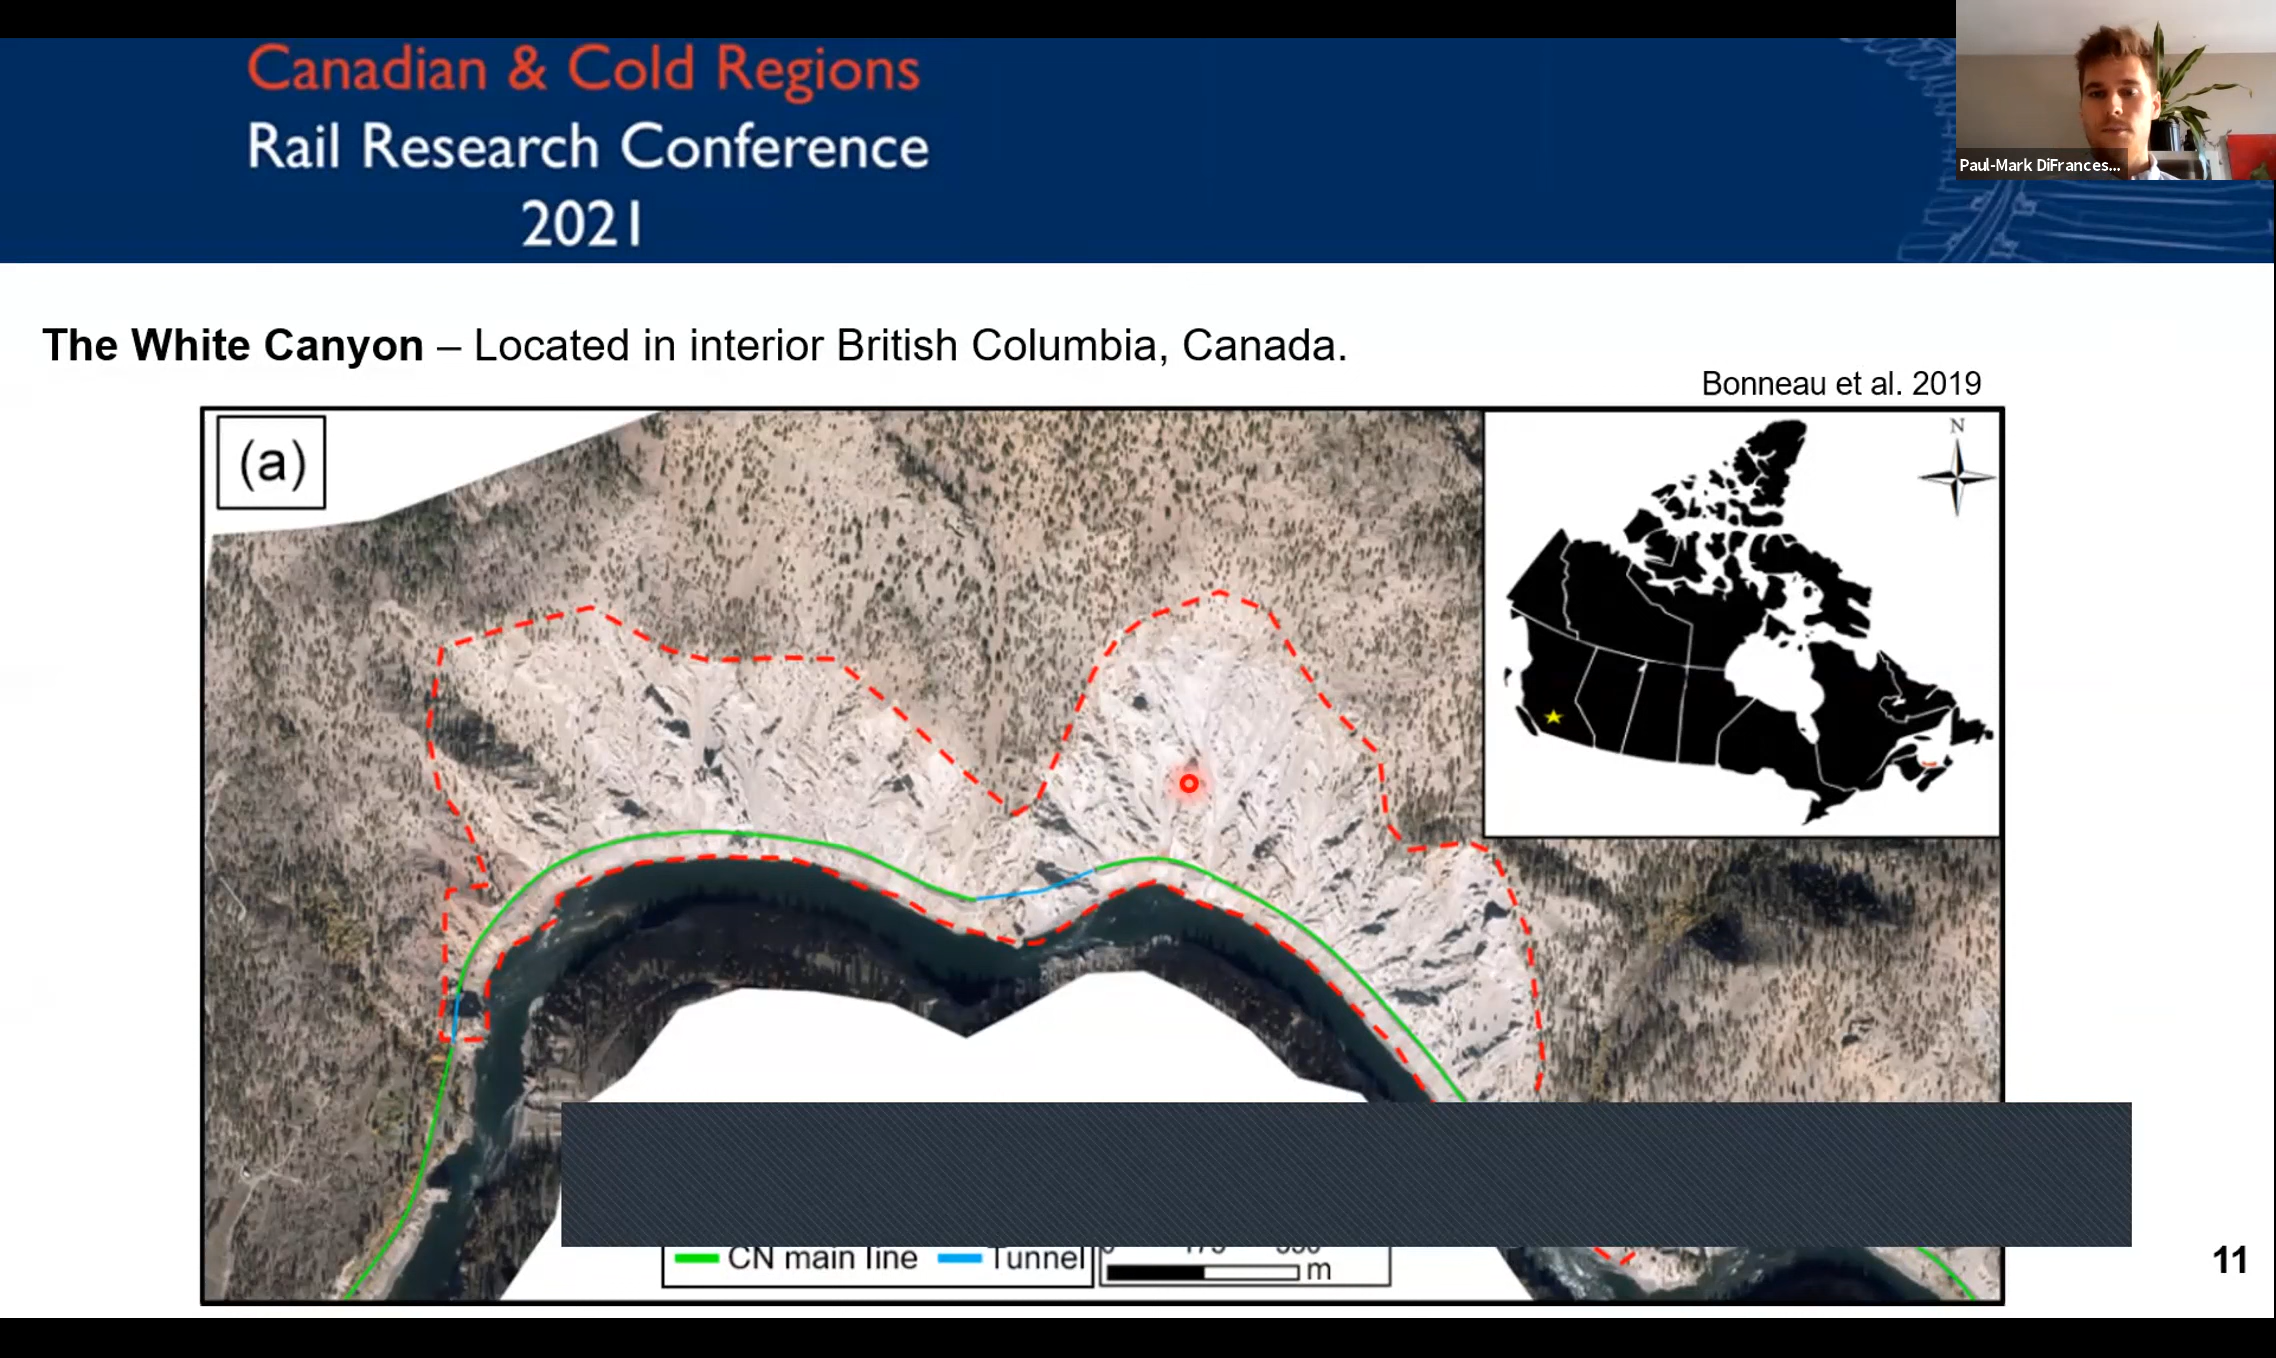 Canadian & Cold Regions
Rail Research Conference
2021
Paul-Mark DiFrances...
The White Canyon – Located in interior British Columbia, Canada.
Bonneau et al. 2019
(a)
N
CN main line
Tunnel
m
11